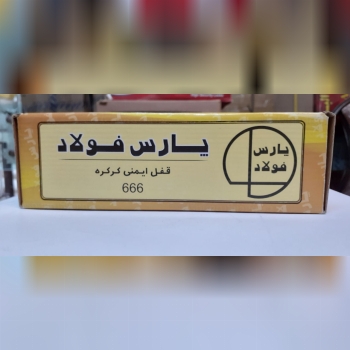 پارس فولاد
قفل ایمنی کرکره
666
پارس
فولاد